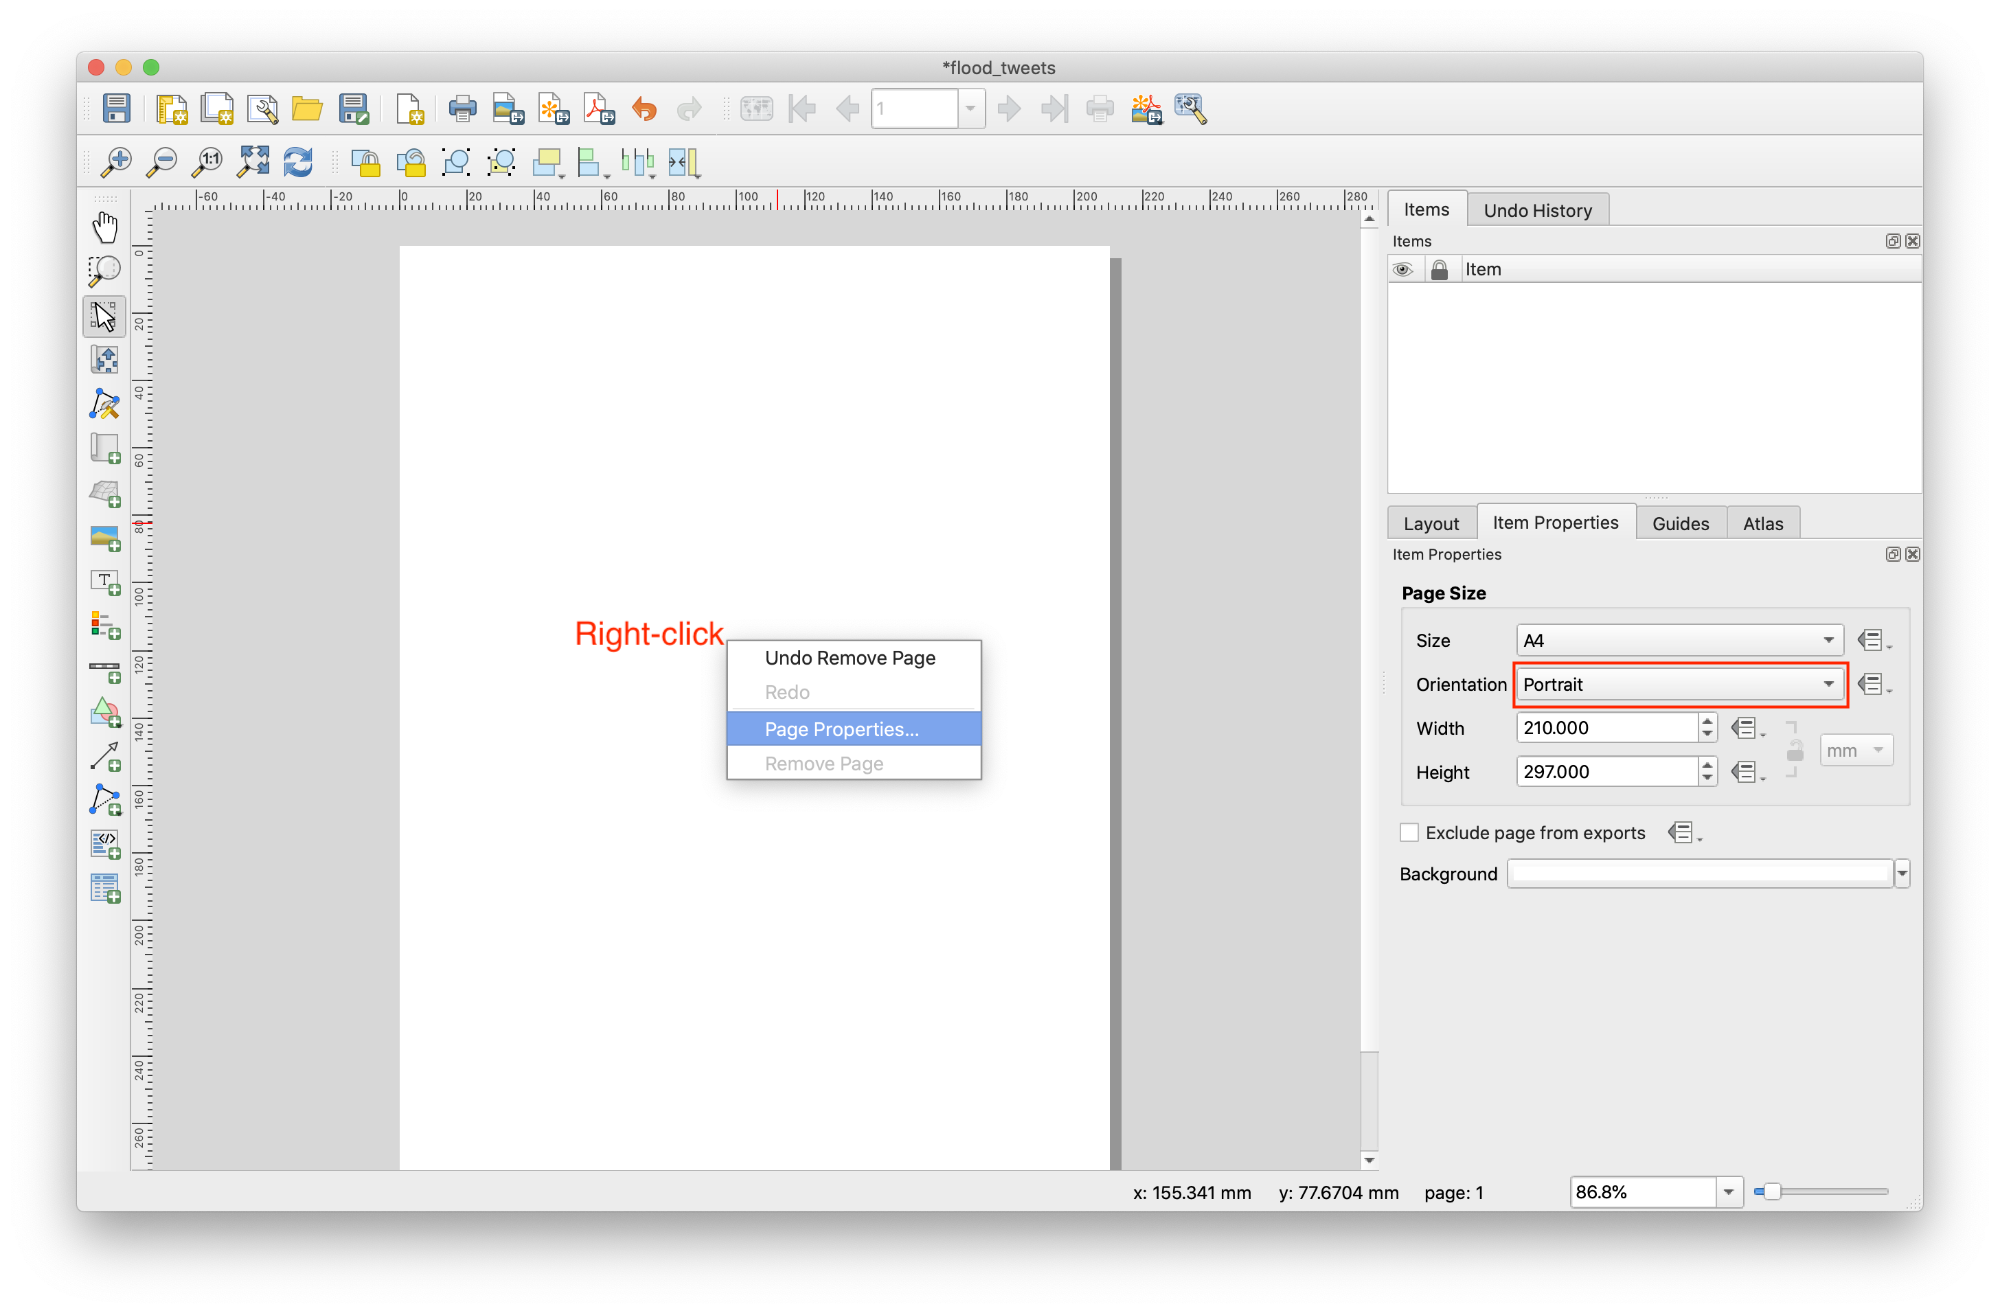 *flood_tweets
1
1:1
-60 -40 -20 0 20 40 60 80 100 120 140 160 180 200 220 240 260 280
0 20 40 60 80 100 120 140 160 180 200 220 240 260
Items Undo History
Items
Item
Layout Item Properties Guides Atlas
Item Properties
Page Size
Size A4
Orientation Portrait
Width 210.000
mm
Height 297.000
Exclude page from exports
Background
Right-click
Undo Remove Page
Redo
Page Properties...
Remove Page
x: 155.341 mm y: 77.6704 mm page: 1 86.8%